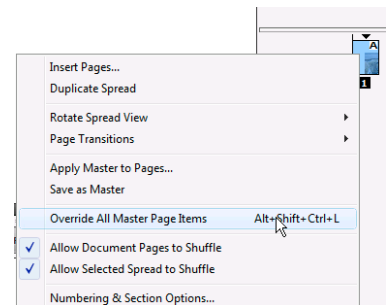 A
1
Insert Pages...
Duplicate Spread
Rotate Spread View
Page Transitions
Apply Master to Pages...
Save as Master
Override All Master Page Items Alt+Shift+Ctrl+L
Allow Document Pages to Shuffle
Allow Selected Spread to Shuffle
Numbering & Section Options...